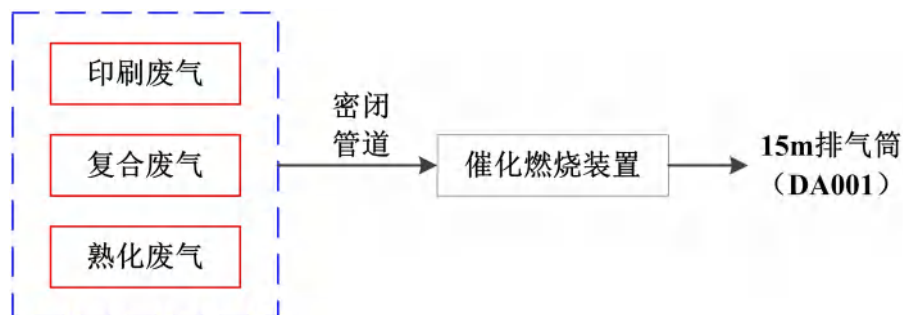 印刷废气
复合废气
熟化废气
密闭
管道
催化燃烧装置
15m排气筒
（DA001）